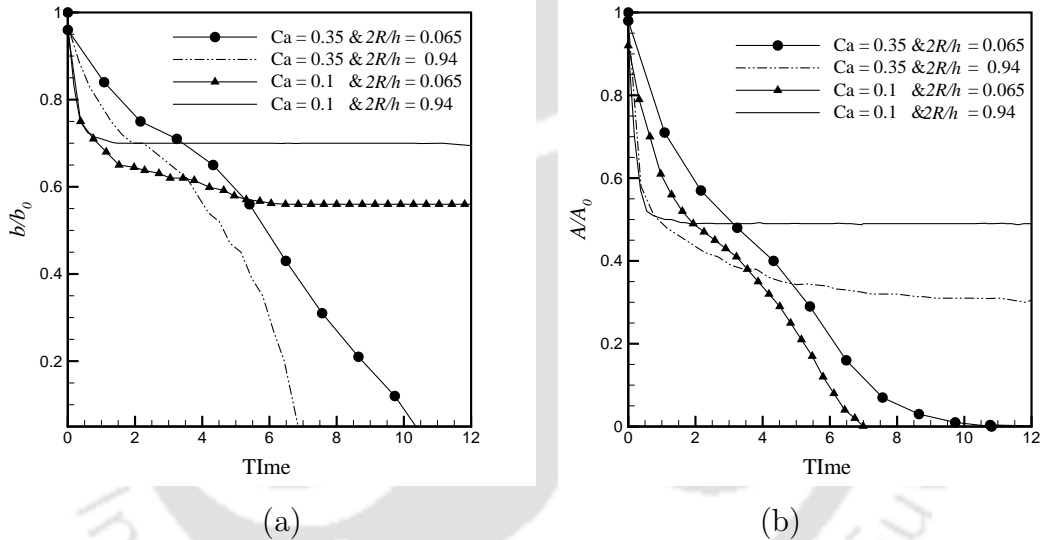 Ca = 0.35 & 2R/h = 0.065
Ca = 0.35 & 2R/h = 0.94
Ca = 0.1 & 2R/h = 0.065
Ca = 0.1 & 2R/h = 0.94
b/b0
1
0.8
0.6
0.4
0.2
0 2 4 6 8 10 12
TIme
(a)
Ca = 0.35 & 2R/h = 0.065
Ca = 0.35 & 2R/h = 0.94
Ca = 0.1 & 2R/h = 0.065
Ca = 0.1 & 2R/h = 0.94
A/A0
1
0.8
0.6
0.4
0.2
0
0 2 4 6 8 10 12
TIme
(b)